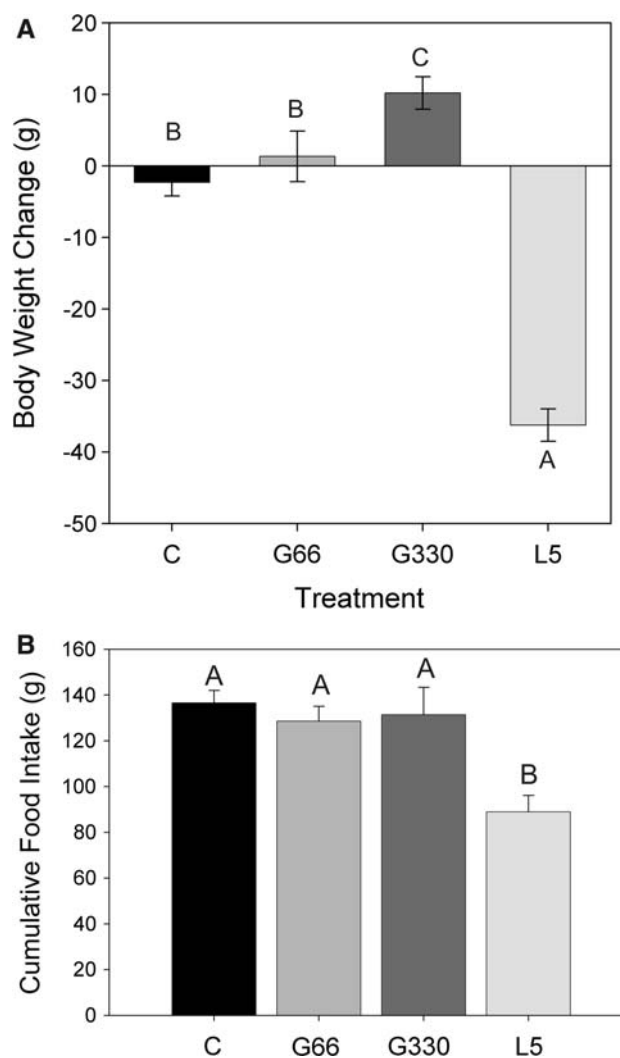 A
20
10
0
-10
-20
-30
-40
-50
Body Weight Change (g)
B
B
C
A
C
G66
G330
L5
Treatment
B
160
140
120
100
80
60
40
20
0
Cumulative Food Intake (g)
A
A
A
B
C
G66
G330
L5